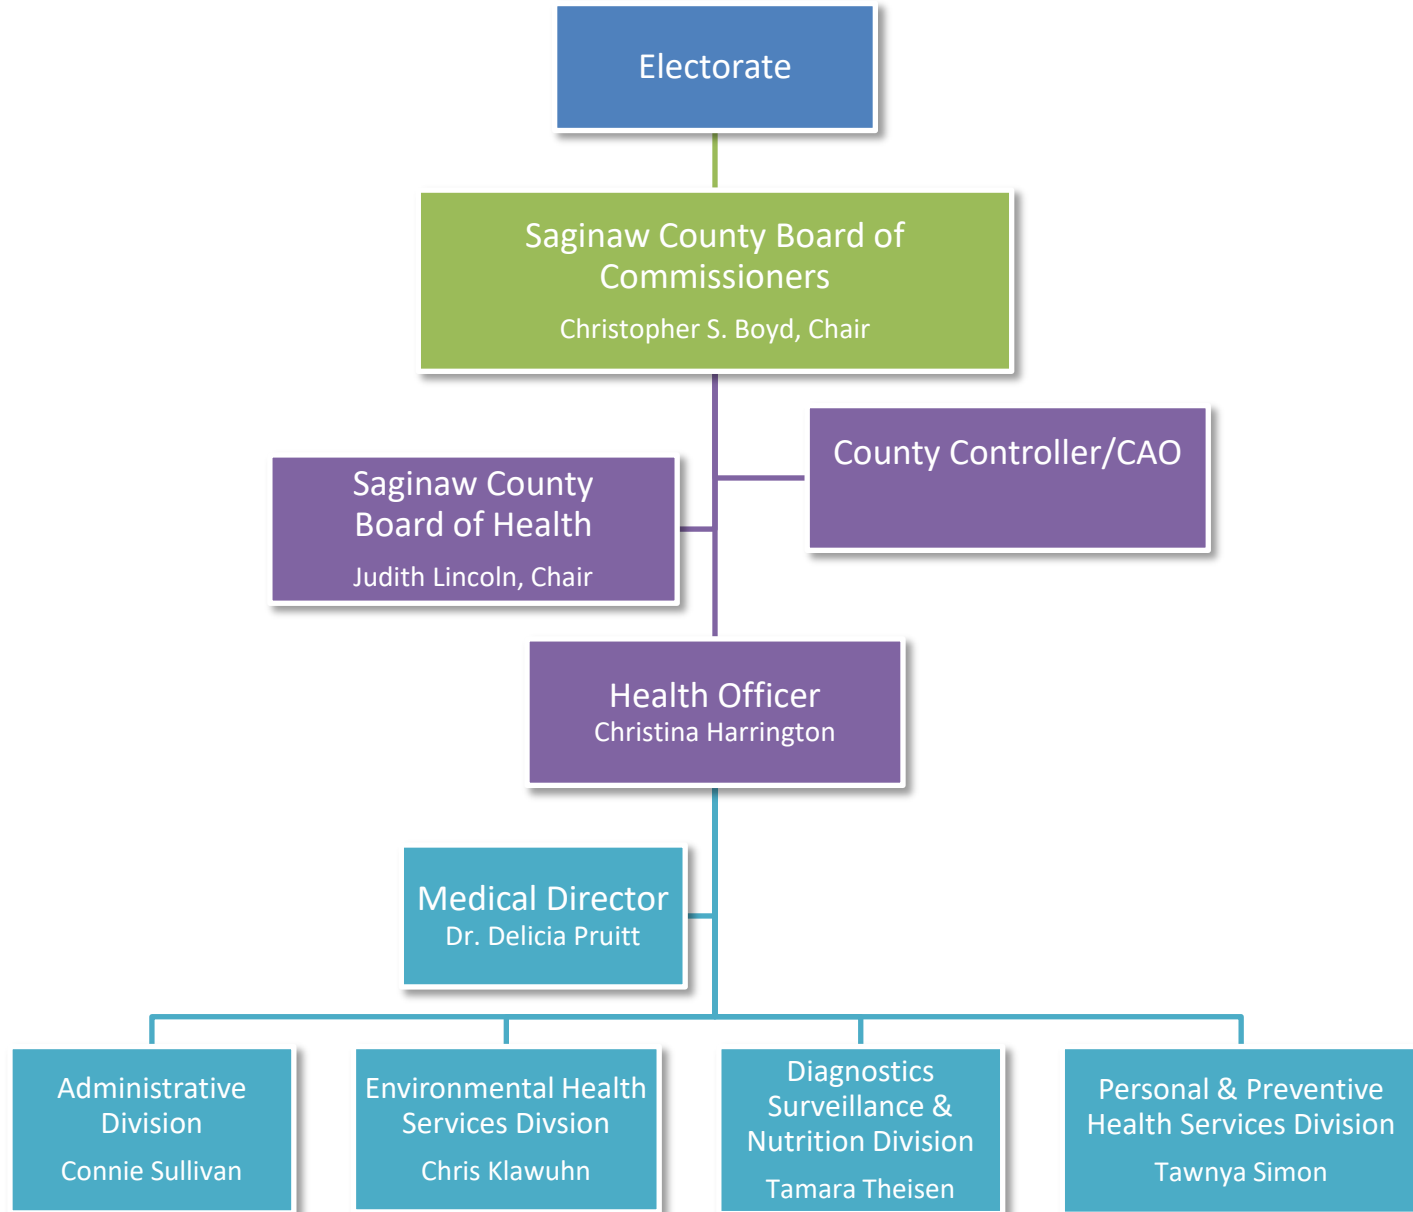 Electorate
Saginaw County Board of
Commissioners
Christopher S. Boyd, Chair
County Controller/CAO
Saginaw County
Board of Health
Judith Lincoln, Chair
Health Officer
Christina Harrington
Medical Director
Dr. Delicia Pruitt
Administrative
Division
Connie Sullivan
Environmental Health
Services Divsion
Chris Klawuhn
Diagnostics
Surveillance &
Nutrition Division
Tamara Theisen
Personal & Preventive
Health Services Division
Tawnya Simon